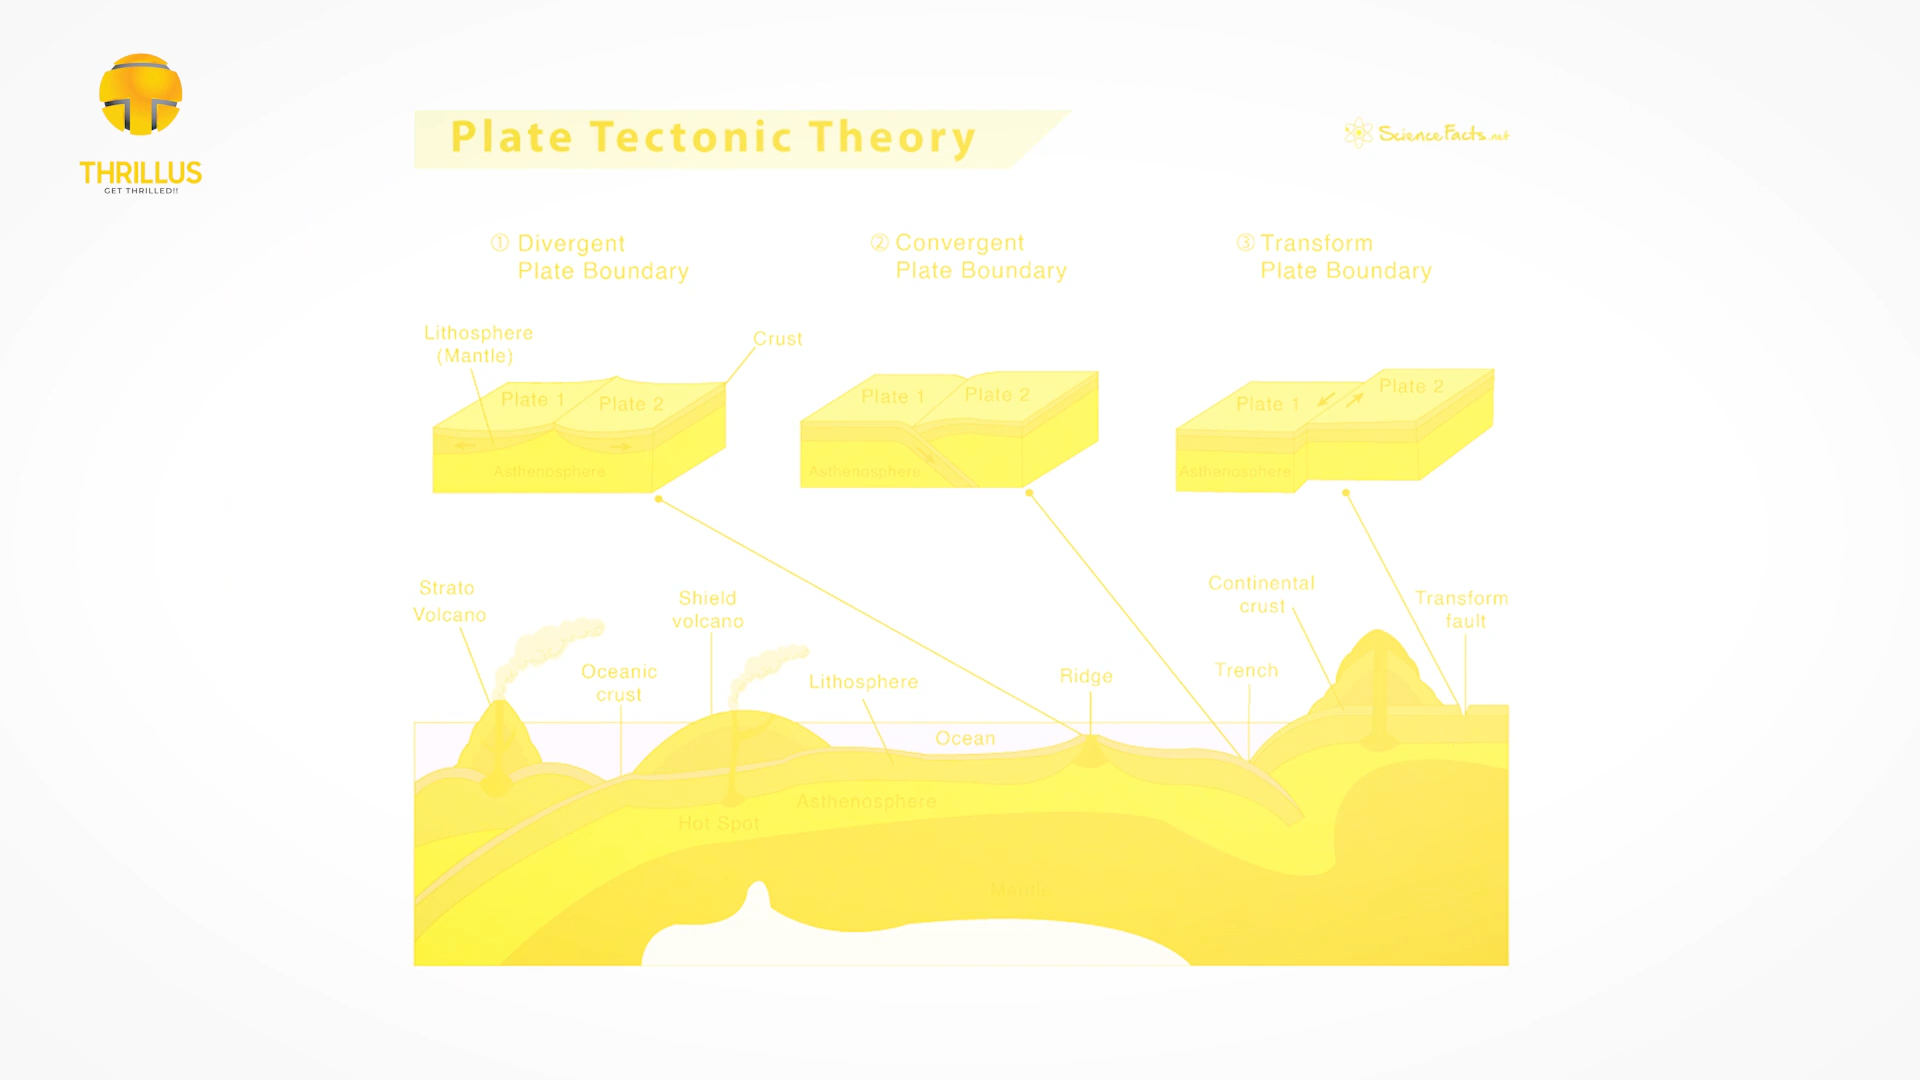 THRILLUS
GET THRILLED!!
Plate Tectonic Theory
ScienceFacts.net
① Divergent
Plate Boundary
② Convergent
Plate Boundary
③ Transform
Plate Boundary
Lithosphere
(Mantle)
Crust
Plate 1
Plate 2
Asthenosphere
Plate 1
Plate 2
Asthenosphere
Plate 1
Plate 2
Asthenosphere
Strato
Volcano
Oceanic
crust
Shield
volcano
Lithosphere
Ridge
Trench
Continental
crust
Transform
fault
Ocean
Asthenosphere
Hot Spot
Mantle